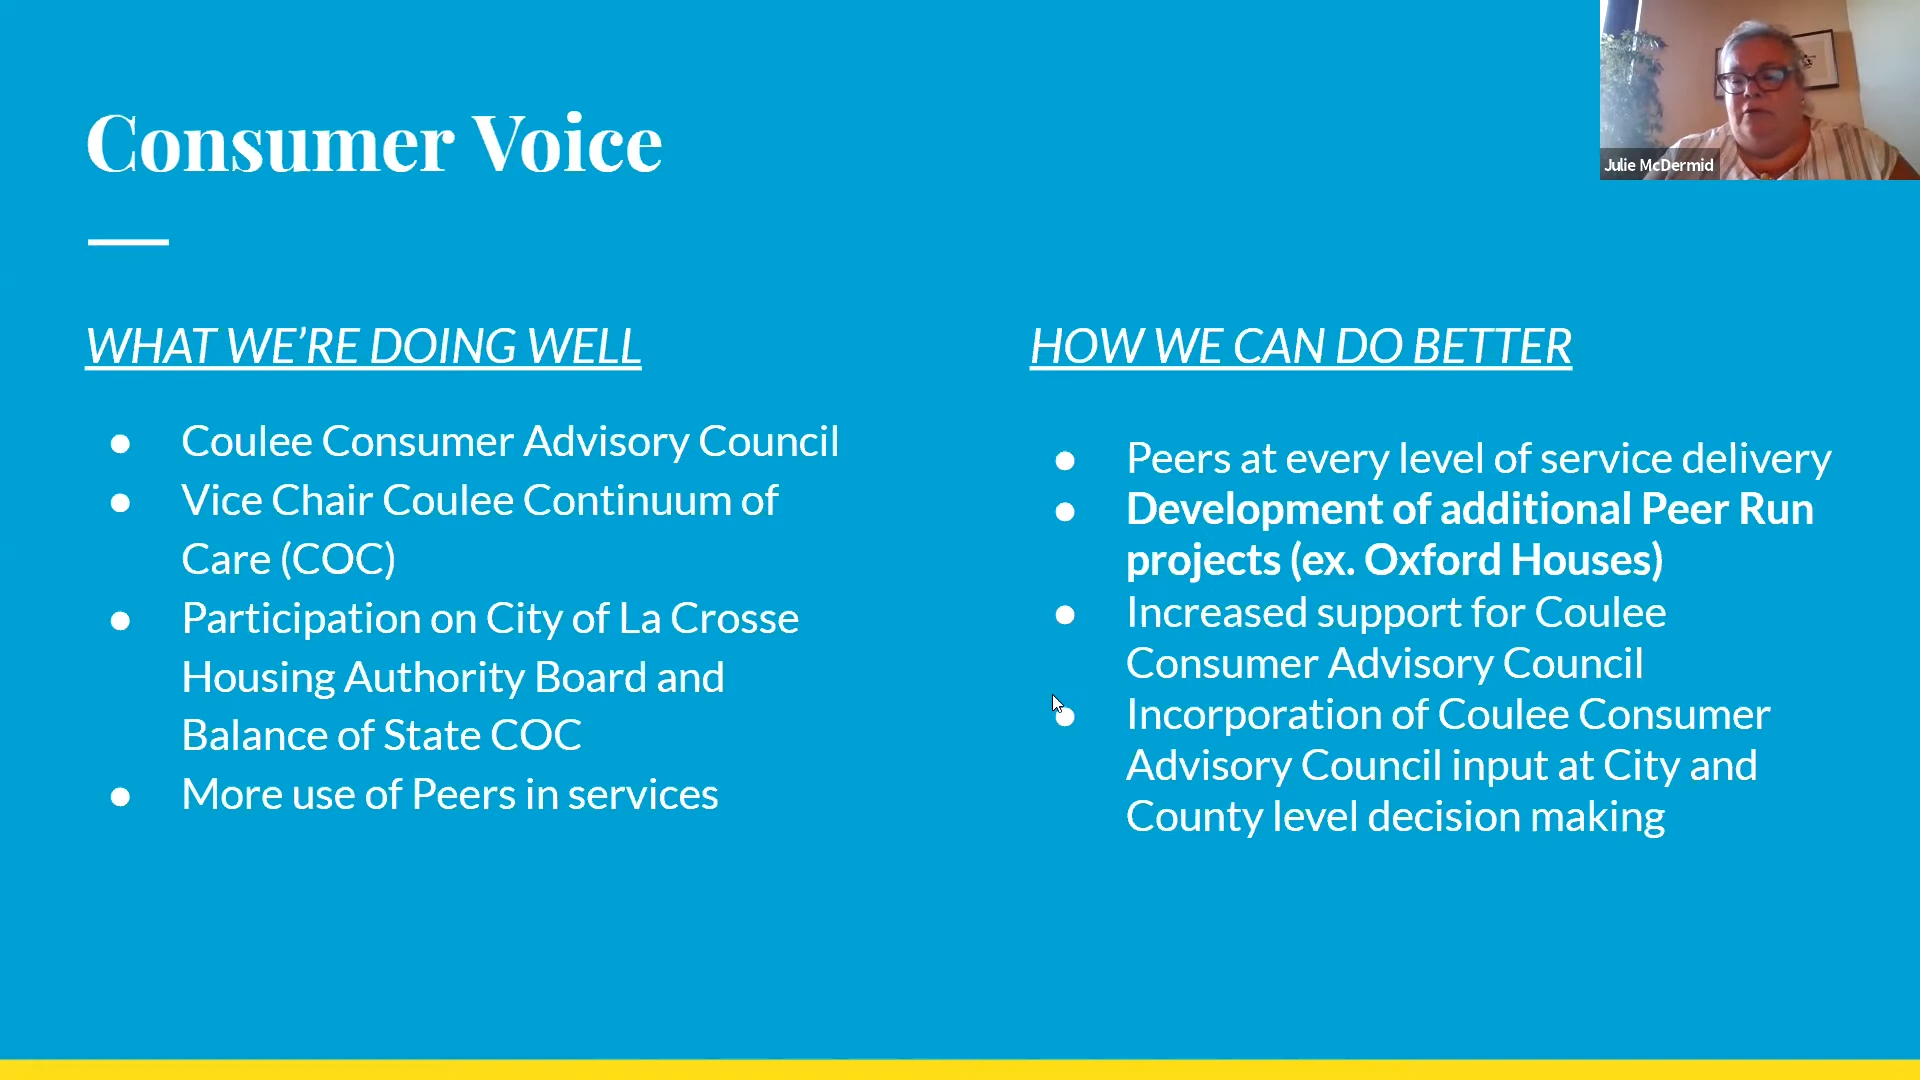 Consumer Voice
Julie McDermid
WHAT WE’RE DOING WELL
● Coulee Consumer Advisory Council
● Vice Chair Coulee Continuum of
Care (COC)
● Participation on City of La Crosse
Housing Authority Board and
Balance of State COC
● More use of Peers in services
HOW WE CAN DO BETTER
● Peers at every level of service delivery
● Development of additional Peer Run
projects (ex. Oxford Houses)
● Increased support for Coulee
Consumer Advisory Council
● Incorporation of Coulee Consumer
Advisory Council input at City and
County level decision making